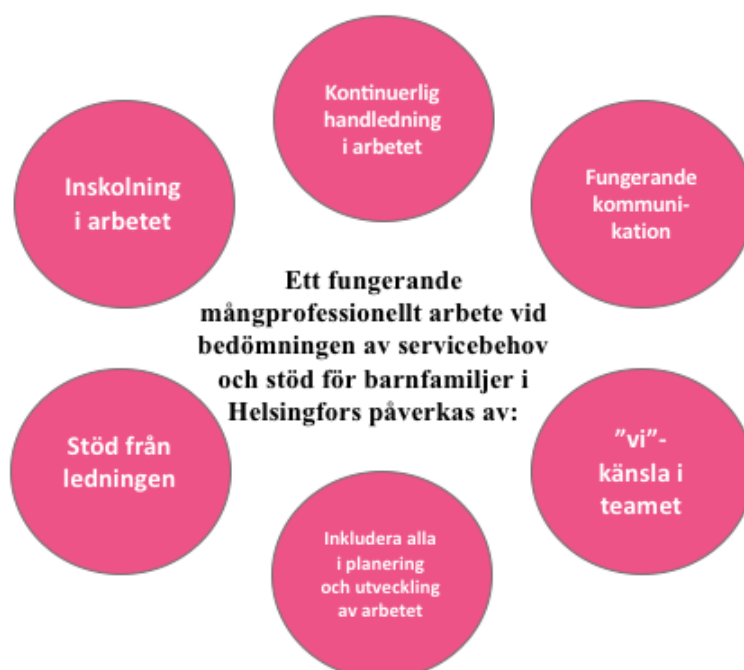 Kontinuerlig
handledning
i arbetet
Inskolning
i arbetet
Fungerande
kommuni-
kation
Ett fungerande
mångprofessionellt arbete vid
bedömningen av servicebehov
och stöd för barnfamiljer i
Helsingfors påverkas av:
Stöd från
ledningen
”vi”-
känsla i
teamet
Inkludera alla
i planering
och utveckling
av arbetet